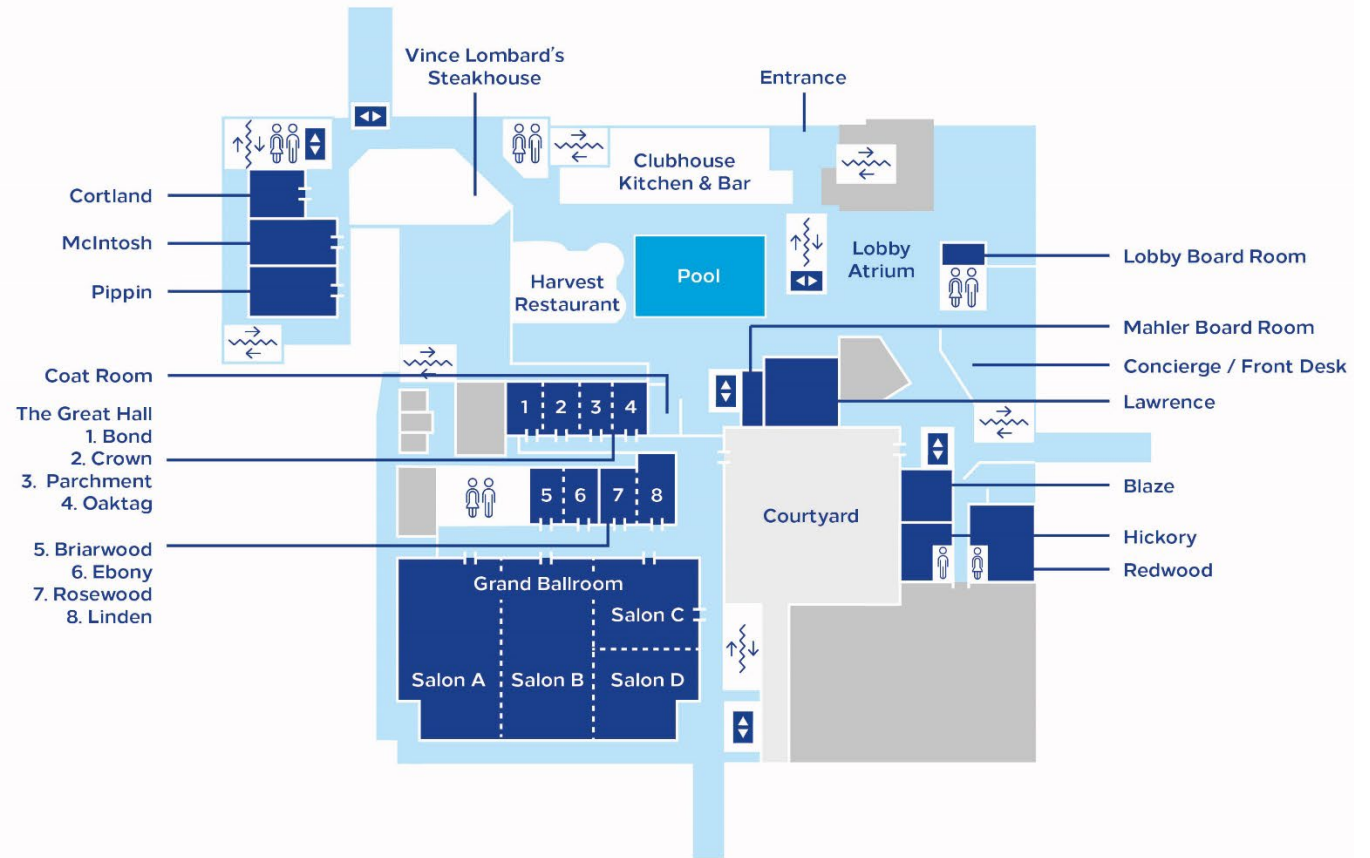 Vince Lombard's
Steakhouse
Entrance
Clubhouse
Kitchen & Bar
Cortland
McIntosh
Pippin
Harvest
Restaurant
Pool
Lobby
Atrium
Lobby Board Room
Mahler Board Room
Concierge / Front Desk
Lawrence
Coat Room
The Great Hall
1. Bond
2. Crown
3. Parchment
4. Oaktag
5. Briarwood
6. Ebony
7. Rosewood
8. Linden
1
2
3
4
5
6
7
8
Courtyard
Blaze
Hickory
Redwood
Grand Ballroom
Salon C
Salon A
Salon B
Salon D